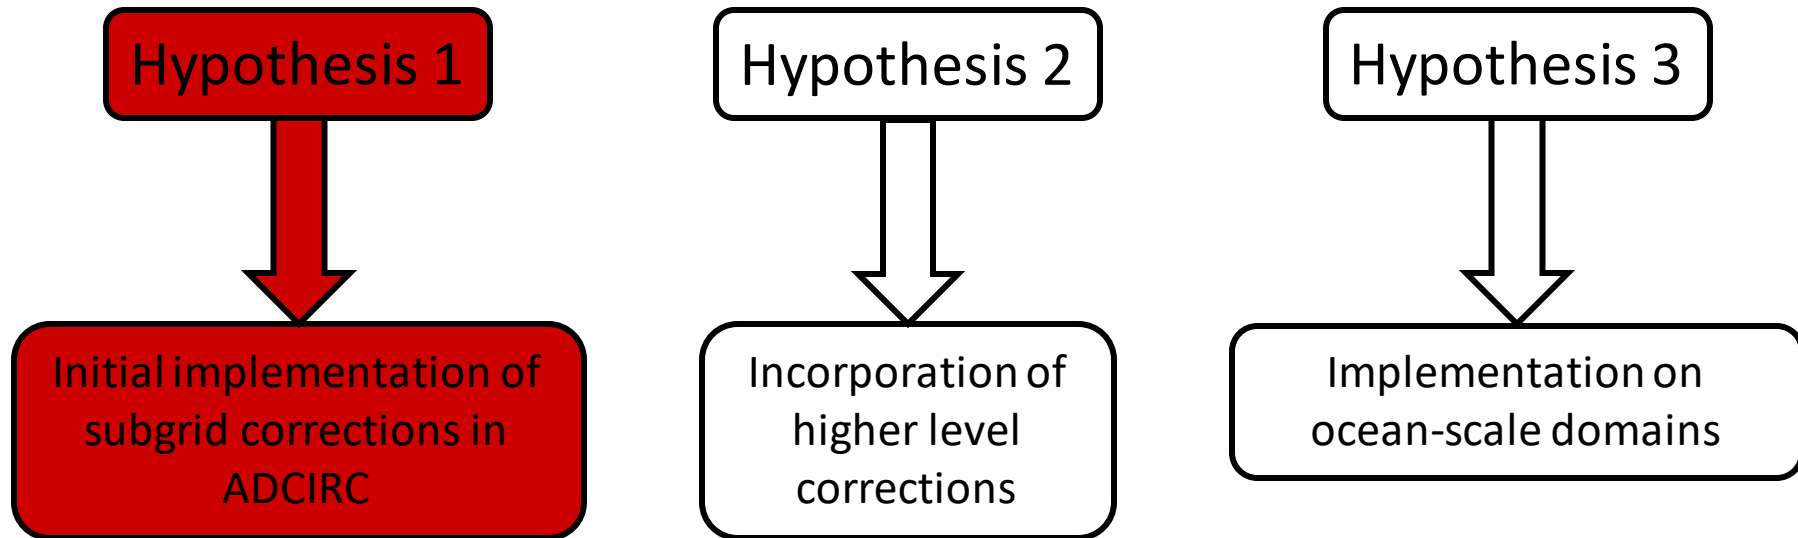 Hypothesis 1
Hypothesis 2
Hypothesis 3
Initial implementation of
subgrid corrections in
ADCIRC
Incorporation of
higher level
corrections
Implementation on
ocean-scale domains